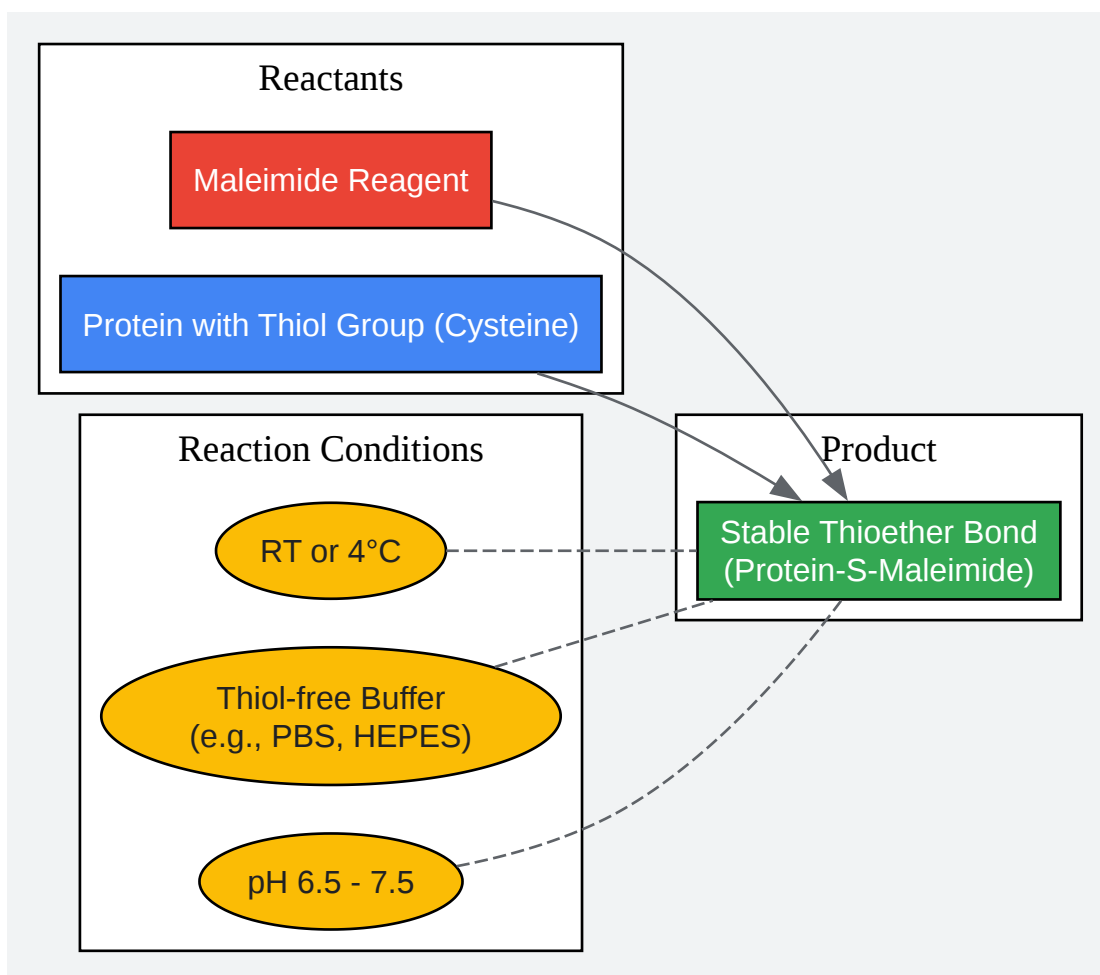 Reactants
Maleimide Reagent
Protein with Thiol Group (Cysteine)
Reaction Conditions
RT or 4°C
Thiol-free Buffer
(e.g., PBS, HEPES)
pH 6.5 - 7.5
Product
Stable Thioether Bond
(Protein-S-Maleimide)